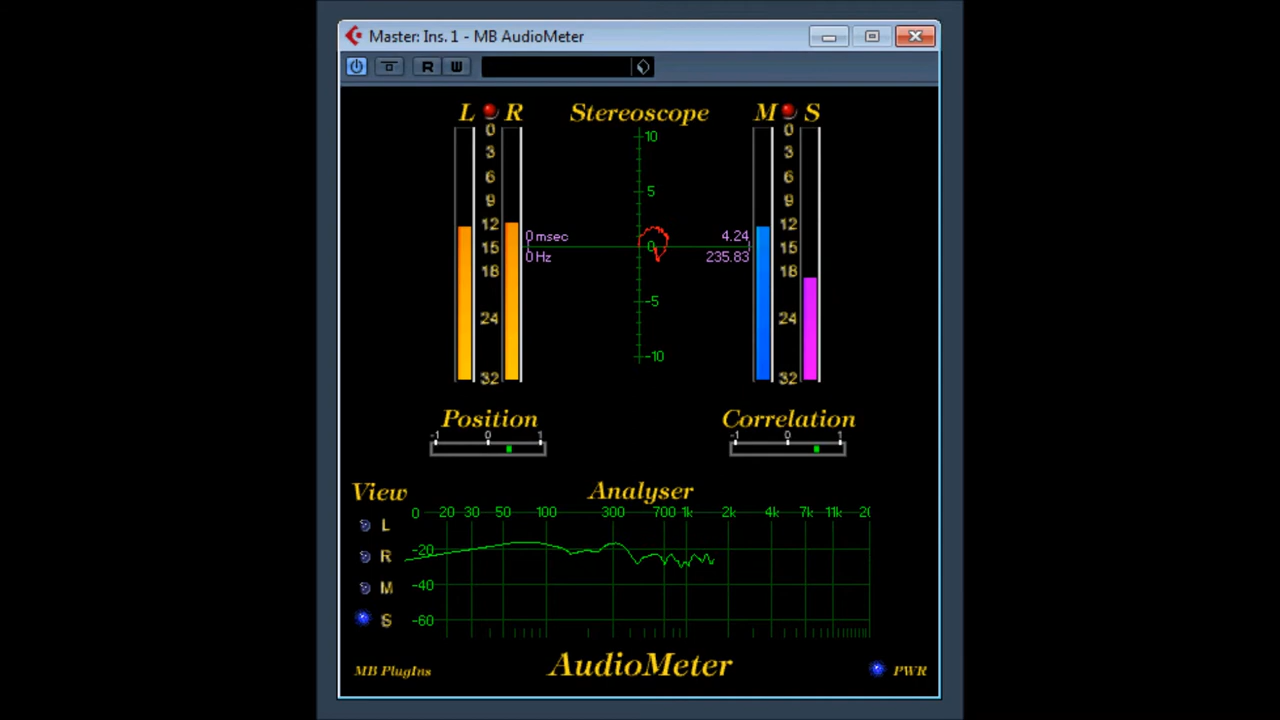 Master: Ins. 1 - MB AudioMeter
R W
L R Stereoscope M S
0 10 0
3 3
6 6
9 5 9
12 12
0 msec 4.24
15 0 15
0 Hz 235.83
18 18
-5
24 24
-10
32 32
Position Correlation
-1 0 1 -1 0 1
View Analyser
0 20 30 50 100 300 700 1k 2k 4k 7k 11k 20
L
-20
R
-40
M
-60
S
MB PlugIns AudioMeter PWR